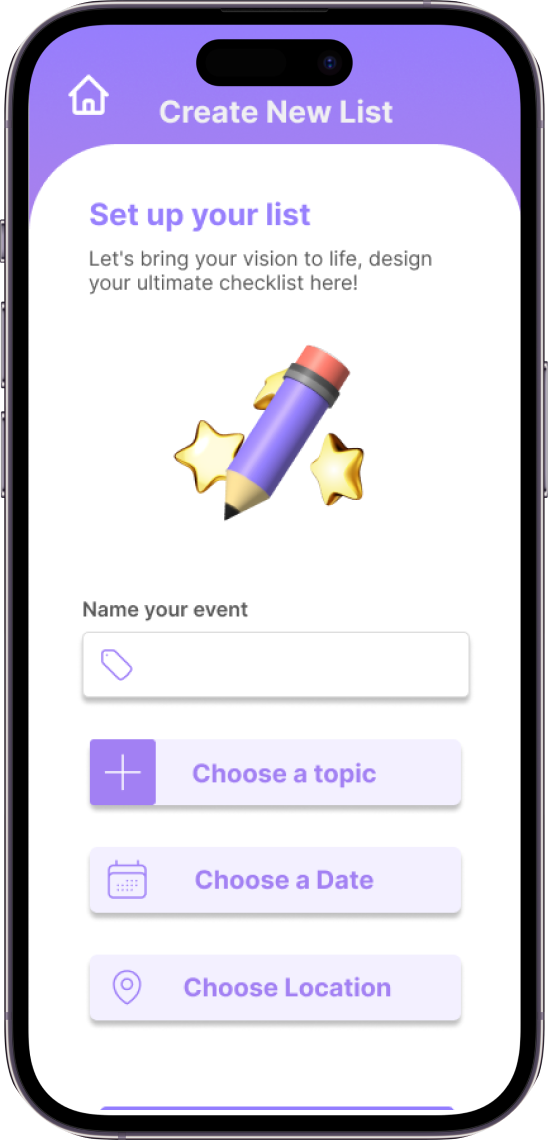 Create New List
Set up your list
Let's bring your vision to life, design
your ultimate checklist here!
Name your event
Choose a topic
Choose a Date
Choose Location